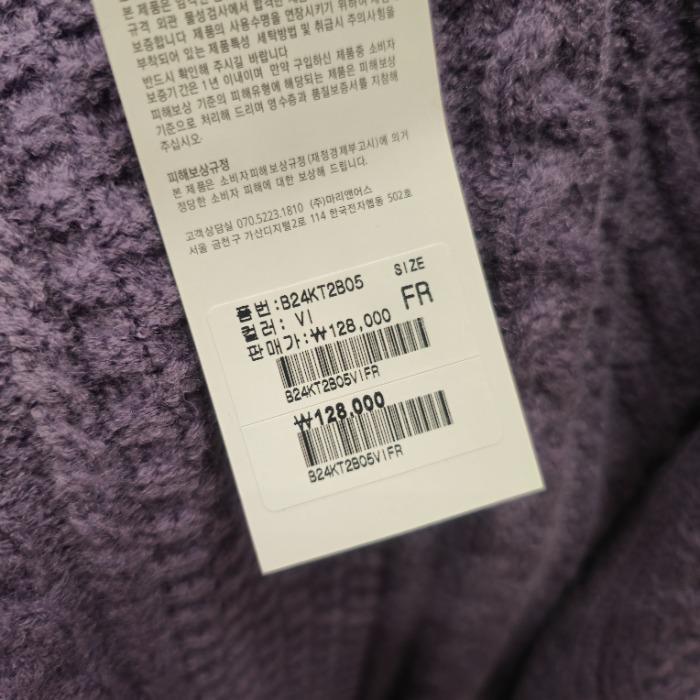 본 제품은
규격 외관 물성검사에서 합격한
보증합니다 제품의 사용수명을 연장시키기 위하여
부착되어 있는 제품특성 세탁방법 및 취급시 주의사항을
반드시 확인해 주시길 바랍니다
보증기간은 1년 이내이며 만약 구입하신 제품중 소비자
피해보상 기준의 피해유형에 해당되는 제품은 피해보상
기준으로 처리해 드리며 영수증과 품질보증서를 지참해
주십시오.
피해보상규정
본 제품은 소비자피해보상규정(재정경제부고시)에 의거
정당한 소비자 피해에 대한 보상해 드립니다.
고객상담실 070.5223.1810 (주)마리앤어스
서울 금천구 가산디지털2로 114 한국전자협동 502호
품번:B24KT2B05 SIZE
컬러: VI FR
판매가:₩128,000
B24KT2B05VIFR
₩128,000
B24KT2B05VIFR